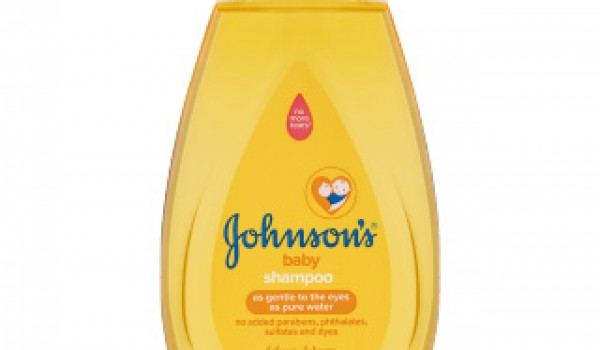 no
more
tears®
Johnson's®
baby
shampoo
as gentle to the eyes
as pure water
no added parabens, phthalates,
sulfates and dyes